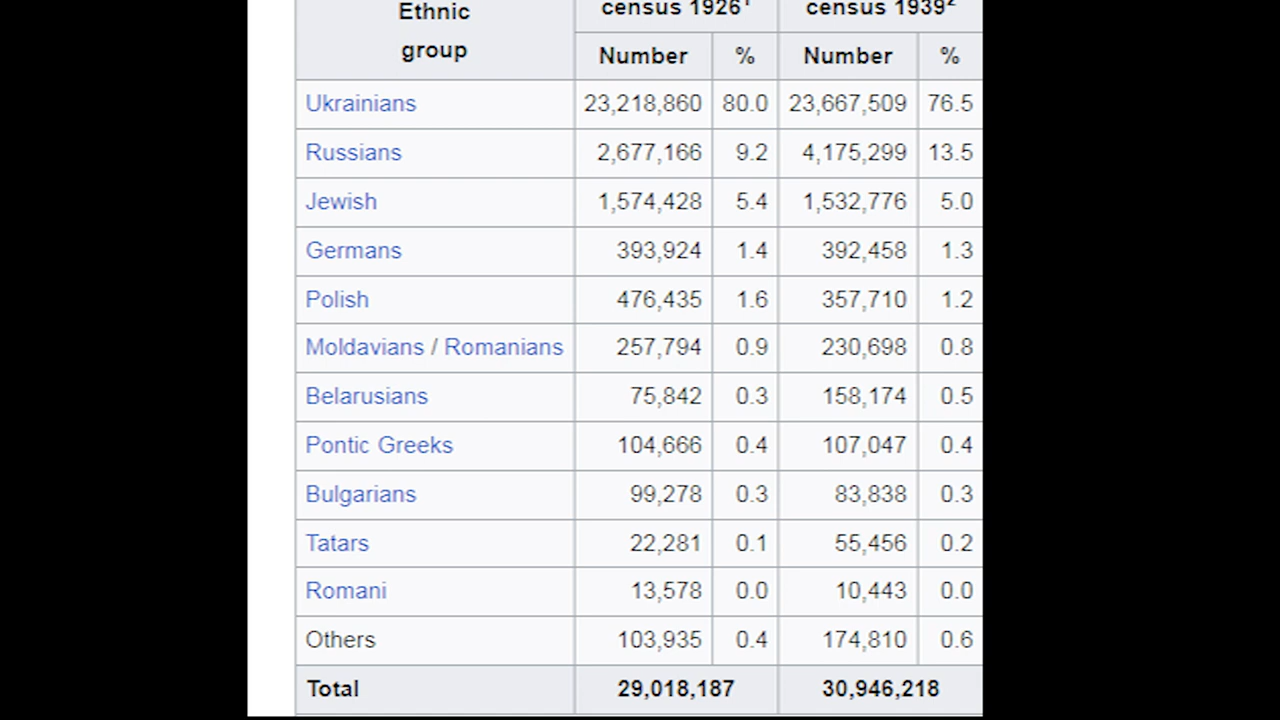 Ethnic group census 1926¹ census 1939²
Number % Number %
Ukrainians 23,218,860 80.0 23,667,509 76.5
Russians 2,677,166 9.2 4,175,299 13.5
Jewish 1,574,428 5.4 1,532,776 5.0
Germans 393,924 1.4 392,458 1.3
Polish 476,435 1.6 357,710 1.2
Moldavians / Romanians 257,794 0.9 230,698 0.8
Belarusians 75,842 0.3 158,174 0.5
Pontic Greeks 104,666 0.4 107,047 0.4
Bulgarians 99,278 0.3 83,838 0.3
Tatars 22,281 0.1 55,456 0.2
Romani 13,578 0.0 10,443 0.0
Others 103,935 0.4 174,810 0.6
Total 29,018,187 30,946,218